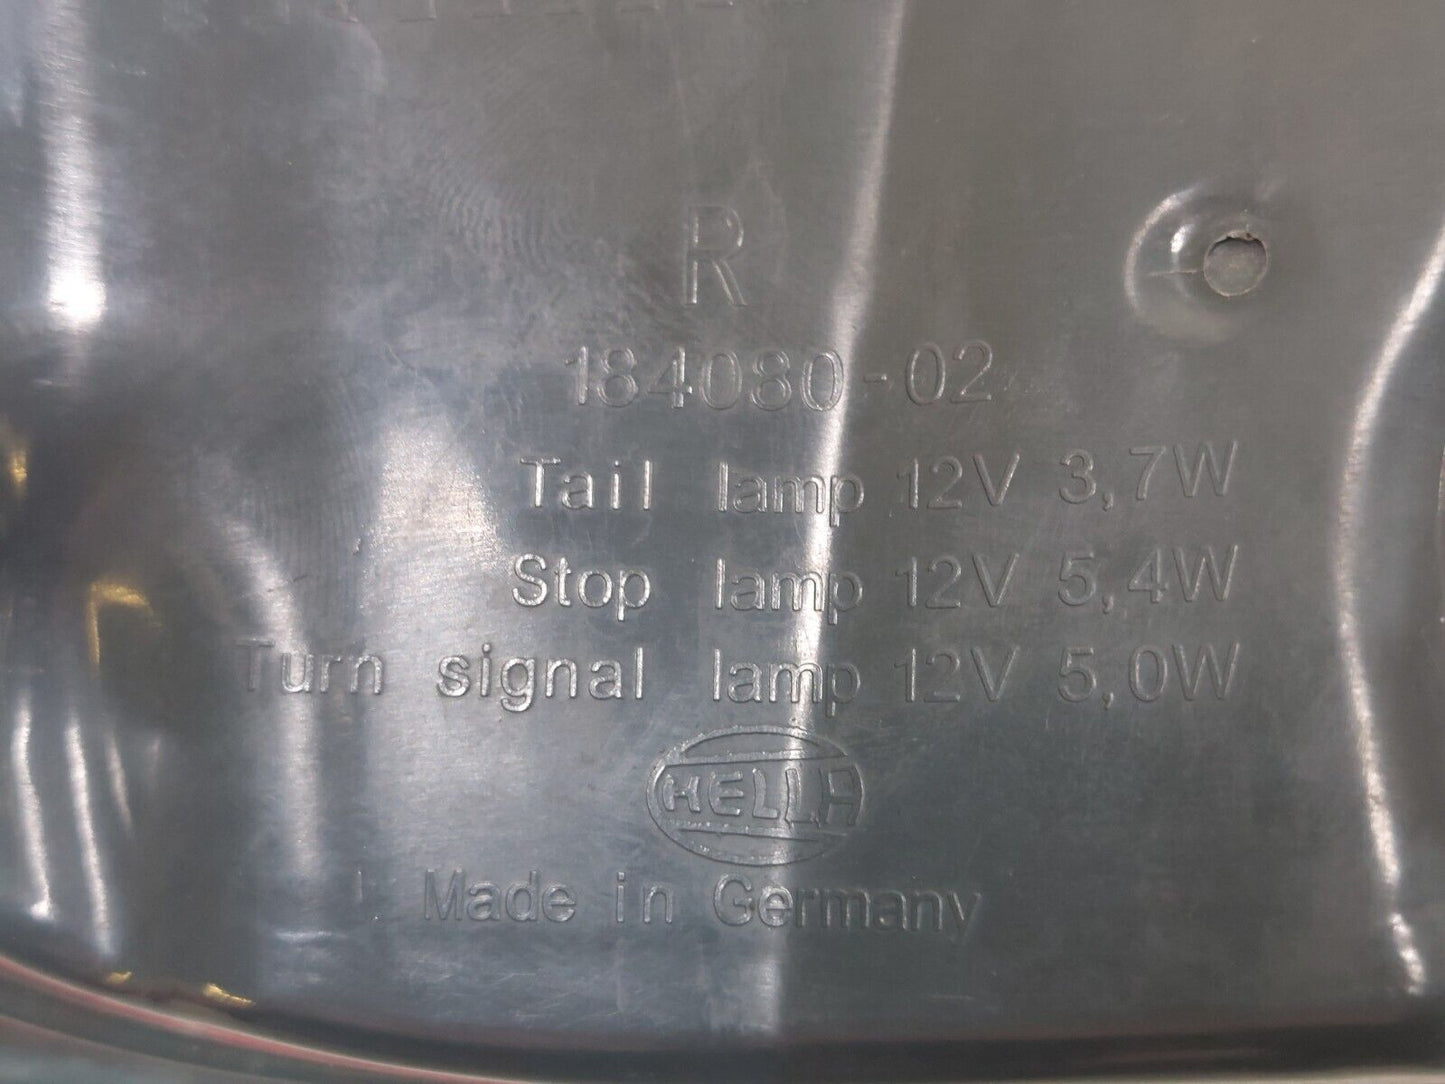 R
184080-02
Tail lamp 12V 3,7W
Stop lamp 12V 5,4W
Turn signal lamp 12V 5,0W
HELLA
Made in Germany